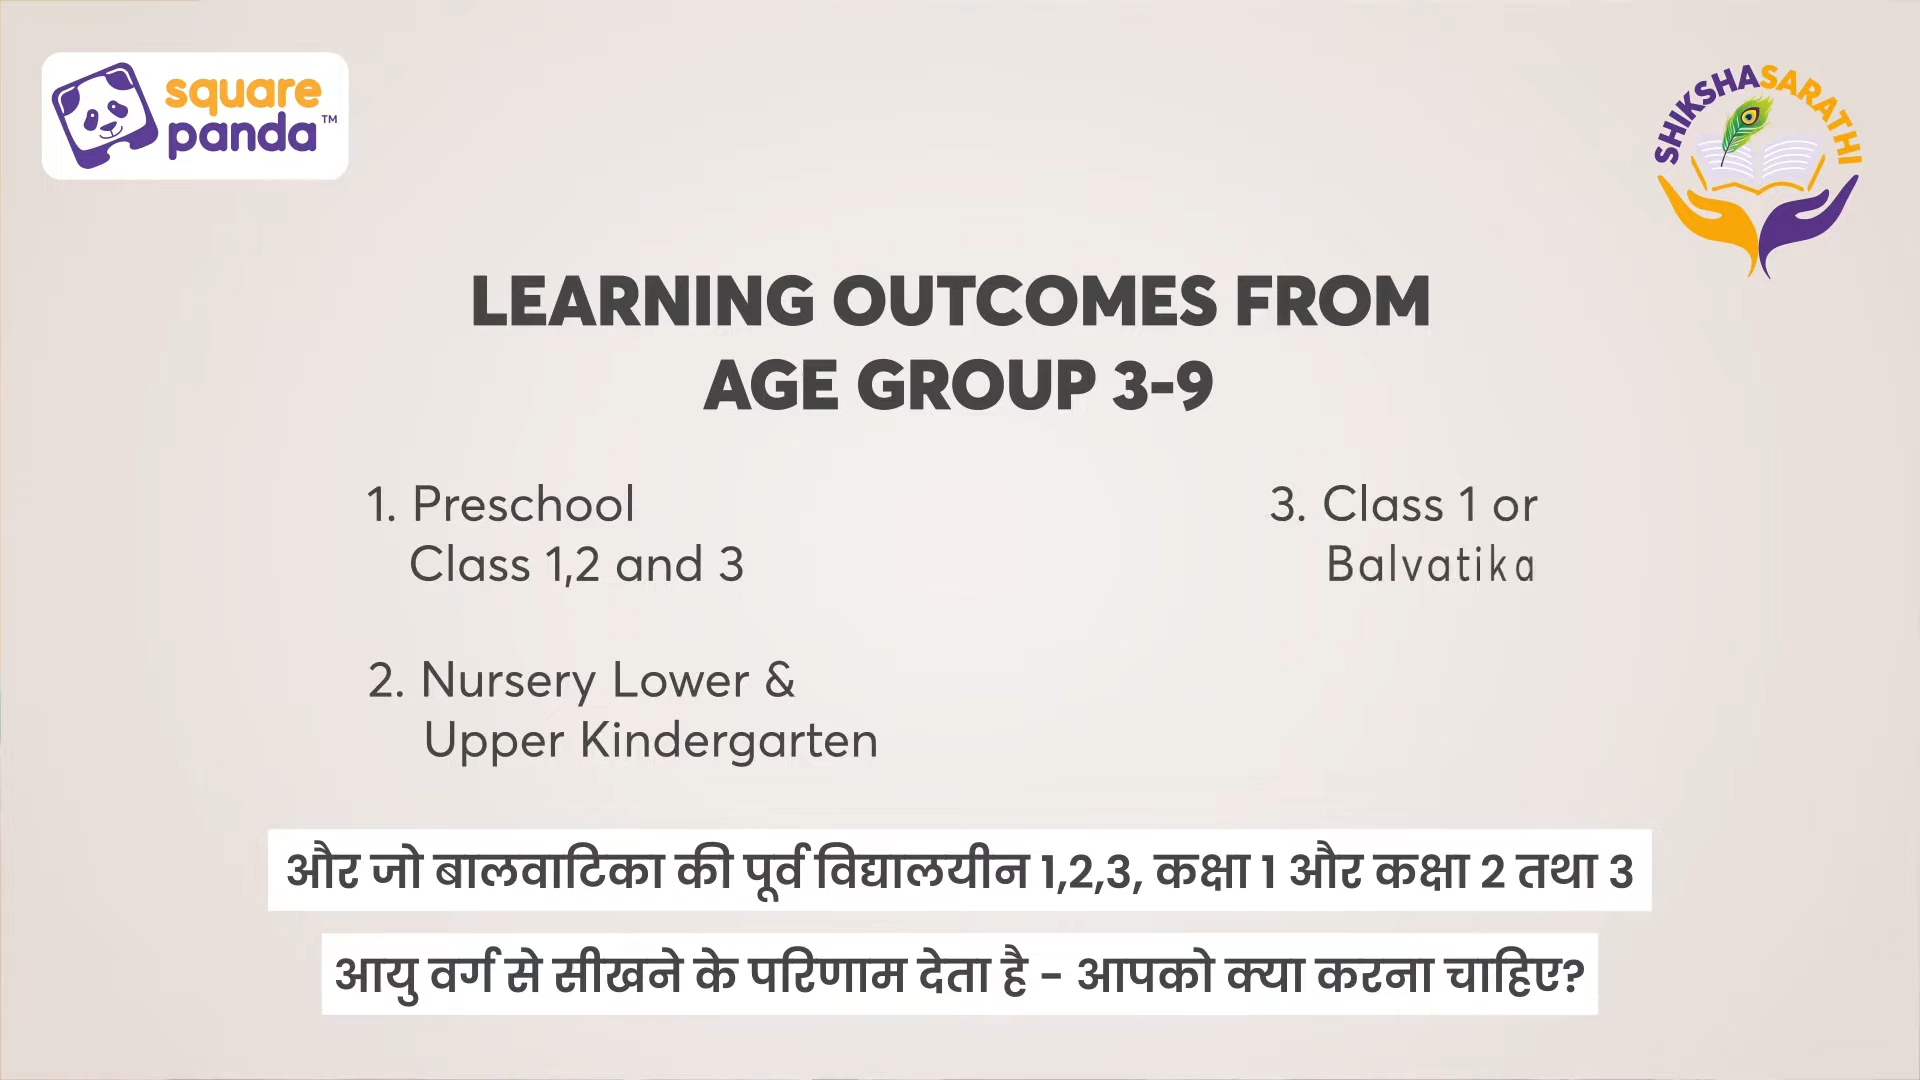 square
panda™
SHIKSHASARATHI
LEARNING OUTCOMES FROM
AGE GROUP 3-9
1. Preschool
Class 1,2 and 3
2. Nursery Lower &
Upper Kindergarten
3. Class 1 or
Balvatika
और जो बालवाटिका की पूर्व विद्यालयीन 1,2,3, कक्षा 1 और कक्षा 2 तथा 3
आयु वर्ग से सीखने के परिणाम देता है - आपको क्या करना चाहिए?